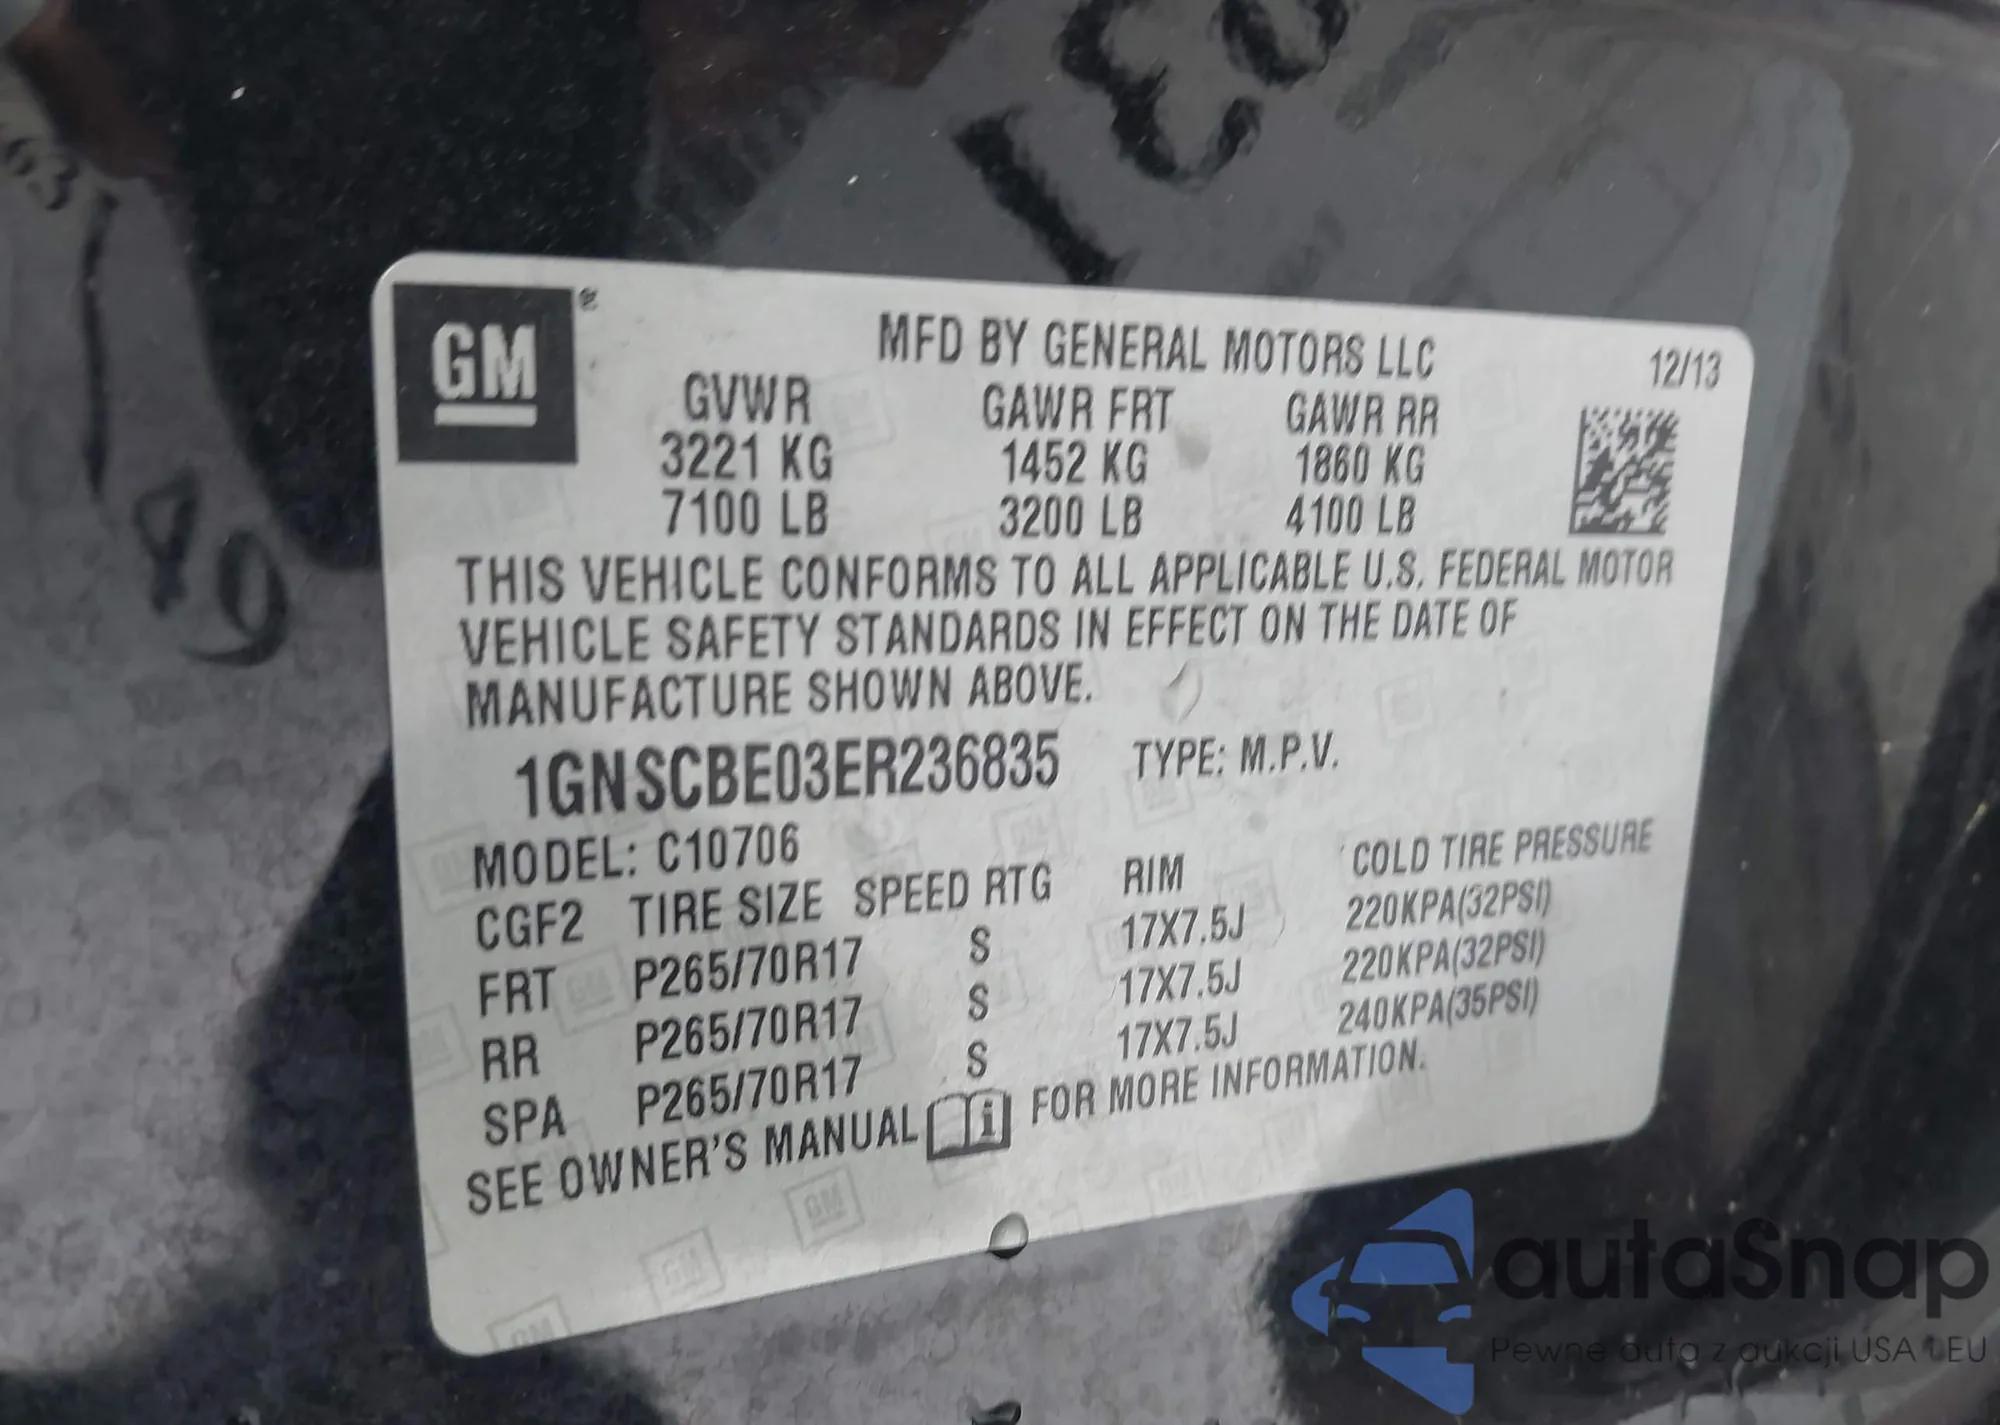 GM®
MFD BY GENERAL MOTORS LLC 12/13
GVWR GAWR FRT GAWR RR
3221 KG 1452 KG 1860 KG
7100 LB 3200 LB 4100 LB
THIS VEHICLE CONFORMS TO ALL APPLICABLE U.S. FEDERAL MOTOR
VEHICLE SAFETY STANDARDS IN EFFECT ON THE DATE OF
MANUFACTURE SHOWN ABOVE.
1GNSCBE03ER236835 TYPE: M.P.V.
MODEL: C10706
CGF2 TIRE SIZE SPEED RTG RIM COLD TIRE PRESSURE
FRT P265/70R17 S 17X7.5J 220KPA(32PSI)
RR P265/70R17 S 17X7.5J 220KPA(32PSI)
SPA P265/70R17 S 17X7.5J 240KPA(35PSI)
SEE OWNER'S MANUAL i FOR MORE INFORMATION.
autaSnap
Pewne auta z aukcji USA i EU